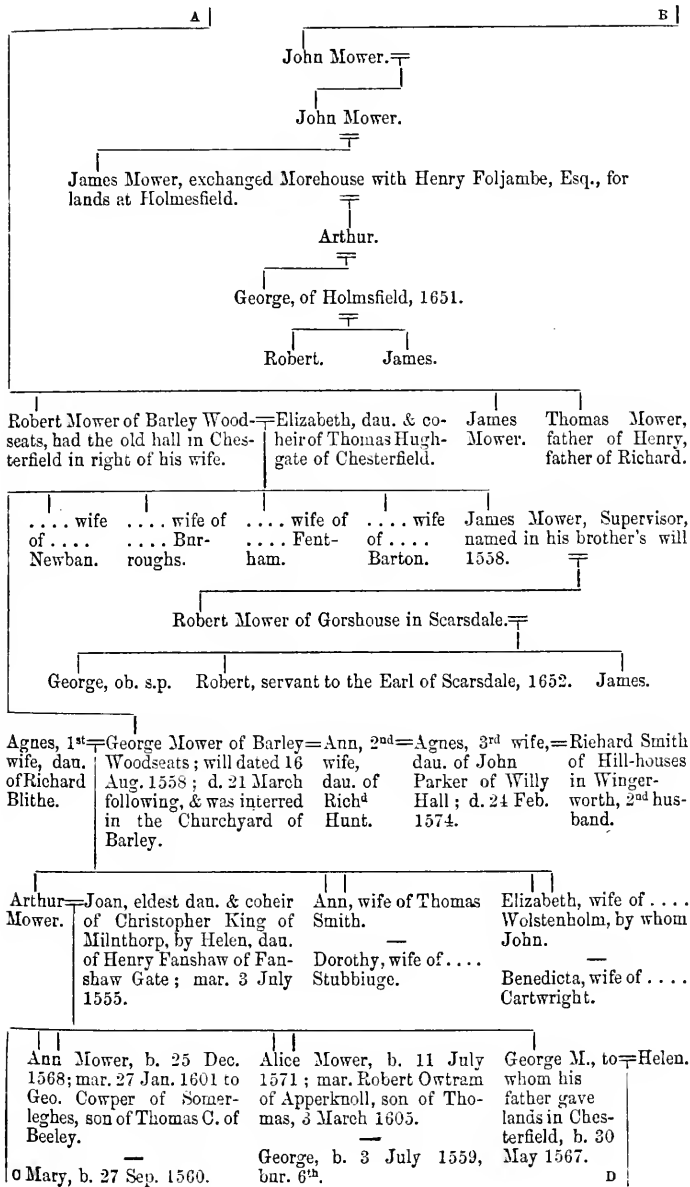 A B
John Mower.
John Mower.
James Mower, exchanged Morehouse with Henry Foljambe, Esq., for
lands at Holmesfield.
Arthur.
George, of Holmsfield, 1651.
Robert. James.
Robert Mower of Barley Wood-
seats, had the old hall in Ches-
terfield in right of his wife.
Elizabeth, dau. & co-
heir of Thomas Hugh-
gate of Chesterfield.
James
Mower.
Thomas Mower,
father of Henry,
father of Richard.
.... wife
of ....
Newban.
.... wife of
.... Bur-
roughs.
.... wife of
.... Fent-
ham.
.... wife
of ....
Barton.
James Mower, Supervisor,
named in his brother's will
1558.
Robert Mower of Gorshouse in Scarsdale.
George, ob. s.p. Robert, servant to the Earl of Scarsdale, 1652. James.
Agnes, 1st
wife, dau.
of Richard
Blithe.
George Mower of Barley
Woodseats; will dated 16
Aug. 1558; d. 21 March
following, & was interred
in the Churchyard of
Barley.
Ann, 2nd
wife,
dau. of
Richd
Hunt.
Agnes, 3rd wife,
dau. of John
Parker of Willy
Hall; d. 24 Feb.
1574.
Richard Smith
of Hill-houses
in Winger-
worth, 2nd hus-
band.
Arthur
Mower.
Joan, eldest dau. & coheir
of Christopher King of
Milnthorp, by Helen, dau.
of Henry Fanshaw of Fan-
shaw Gate; mar. 3 July
1555.
Ann, wife of Thomas
Smith.
—
Dorothy, wife of ....
Stubbiuge.
Elizabeth, wife of ....
Wolstenholm, by whom
John.
—
Benedicta, wife of ....
Cartwright.
Ann Mower, b. 25 Dec.
1568; mar. 27 Jan. 1601 to
Geo. Cowper of Somer-
leghes, son of Thomas C. of
Beeley.
—
C Mary, b. 27 Sep. 1560.
Alice Mower, b. 11 July
1571; mar. Robert Owtram
of Apperknoll, son of Tho-
mas, 3 March 1605.
—
George, b. 3 July 1559,
bur. 6th.
George M., to
whom his
father gave
lands in Ches-
terfield, b. 30
May 1567.
Helen.
D